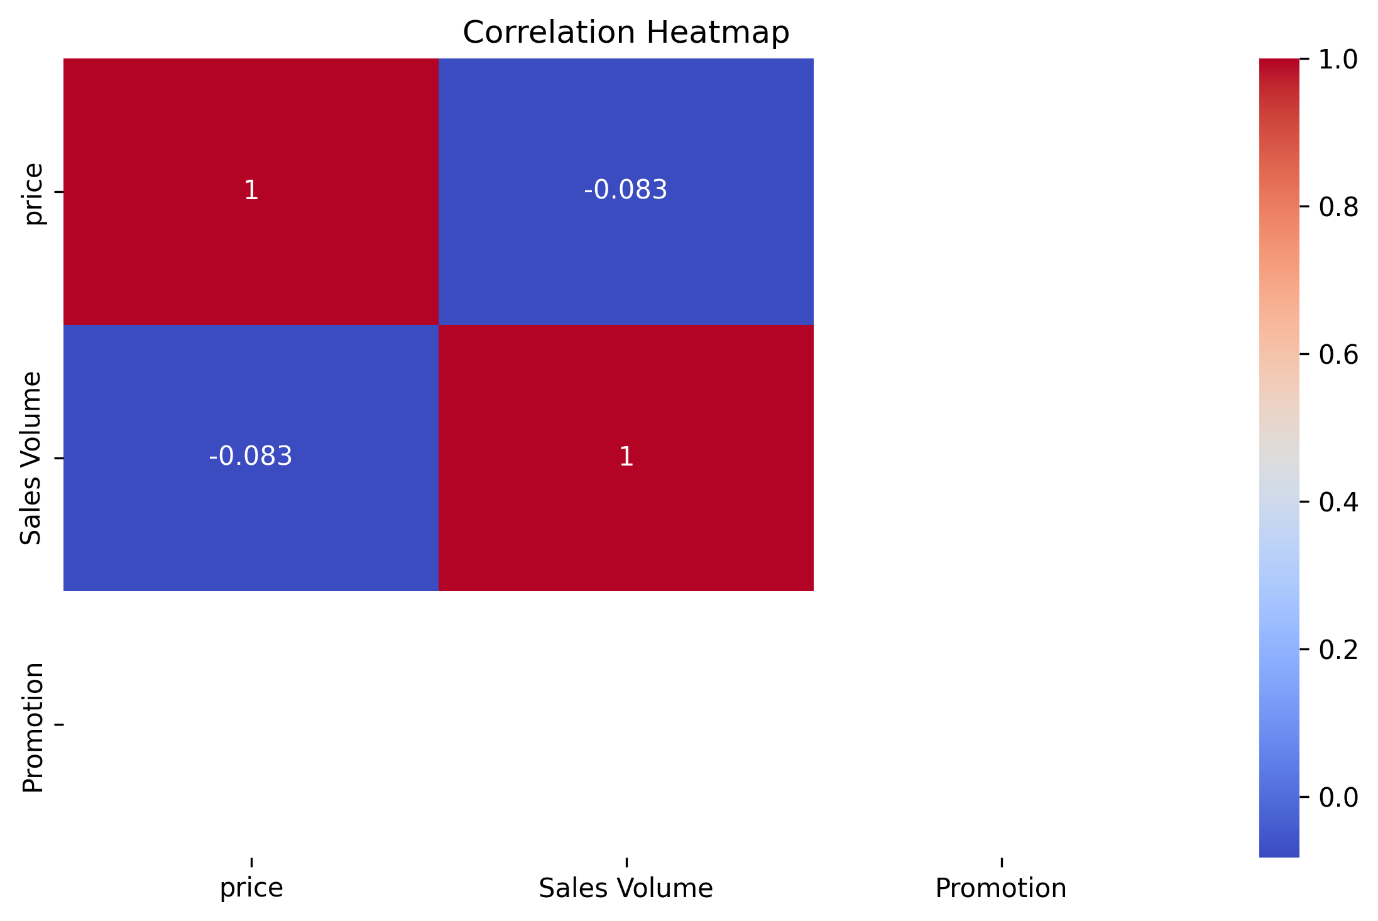 Correlation Heatmap
price
1
-0.083
Sales Volume
-0.083
1
Promotion
price
Sales Volume
Promotion
1.0
0.8
0.6
0.4
0.2
0.0